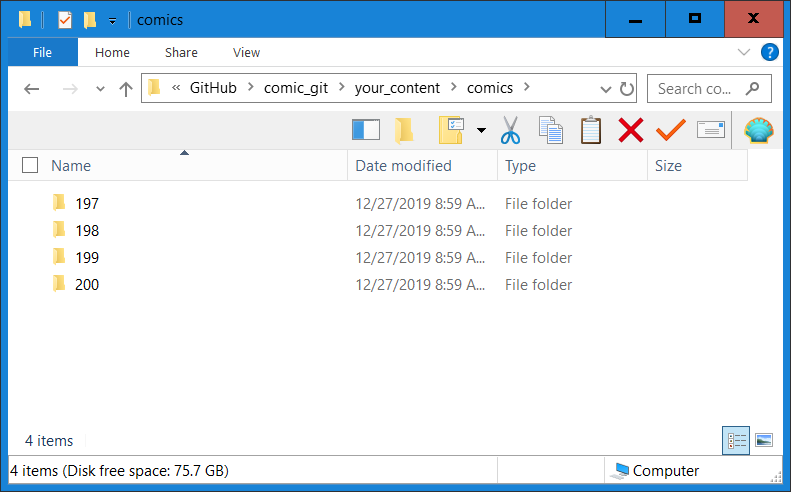 comics
File Home Share View
« GitHub > comic_git > your_content > comics > Search co...
Name Date modified Type Size
197 12/27/2019 8:59 A... File folder
198 12/27/2019 8:59 A... File folder
199 12/27/2019 8:59 A... File folder
200 12/27/2019 8:59 A... File folder
4 items
4 items (Disk free space: 75.7 GB) Computer